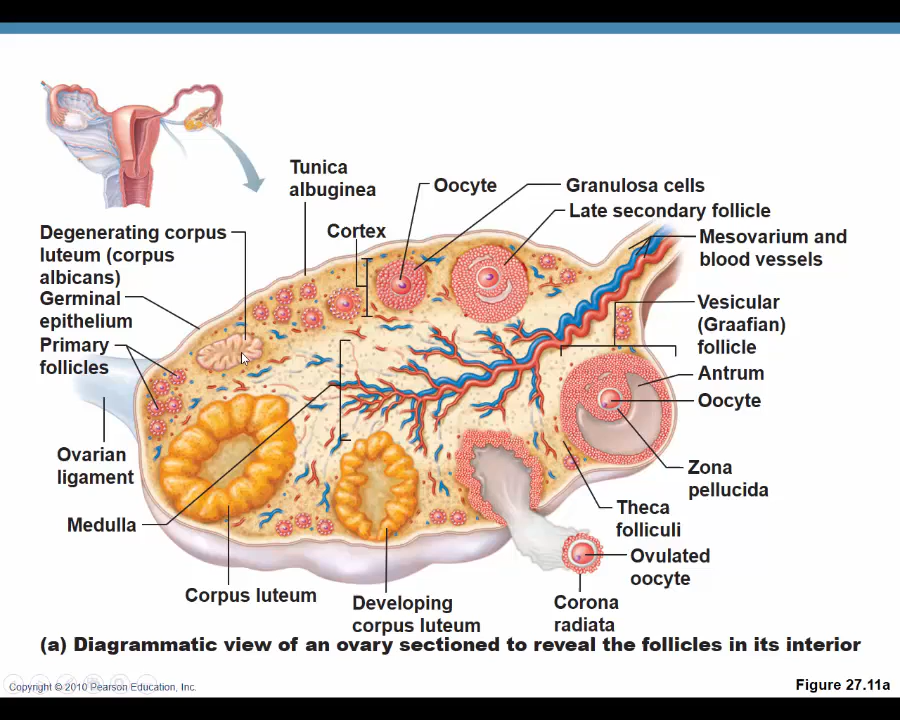 Tunica
albuginea
Oocyte
Granulosa cells
Late secondary follicle
Cortex
Mesovarium and
blood vessels
Degenerating corpus
luteum (corpus
albicans)
Germinal
epithelium
Primary
follicles
Vesicular
(Graafian)
follicle
Antrum
Oocyte
Ovarian
ligament
Zona
pellucida
Medulla
Theca
folliculi
Ovulated
oocyte
Corpus luteum
Developing
corpus luteum
Corona
radiata
(a) Diagrammatic view of an ovary sectioned to reveal the follicles in its interior
Copyright © 2010 Pearson Education, Inc.
Figure 27.11a